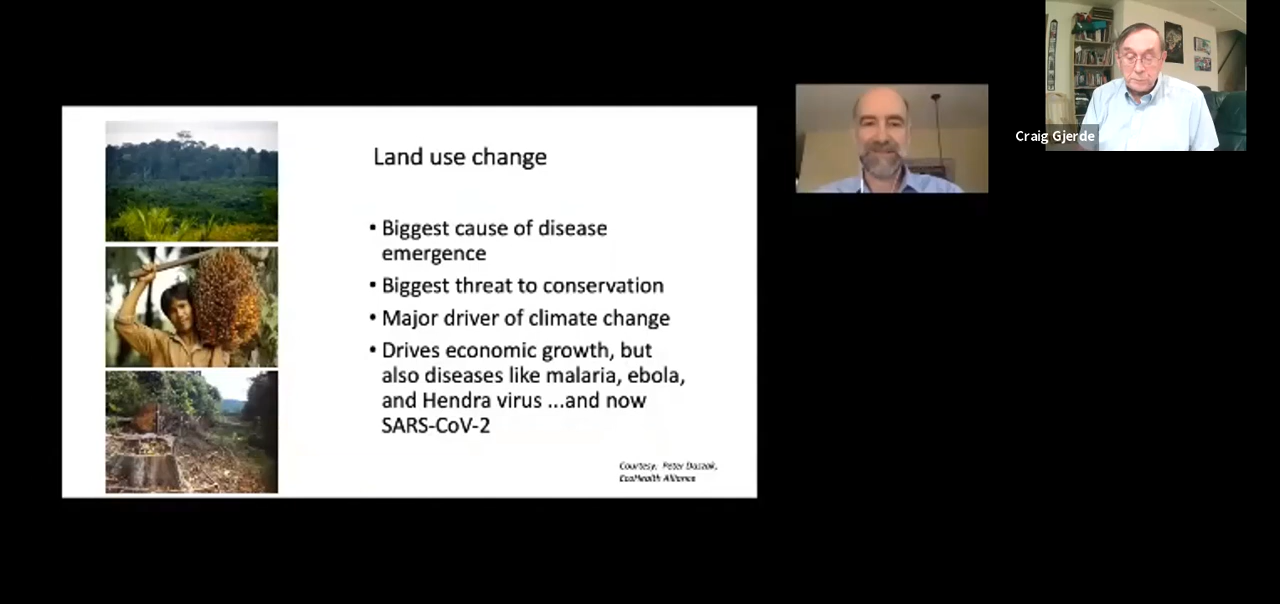 Land use change
• Biggest cause of disease
emergence
• Biggest threat to conservation
• Major driver of climate change
• Drives economic growth, but
also diseases like malaria, ebola,
and Hendra virus ...and now
SARS-CoV-2
Courtesy, Peter Daszak,
EcoHealth Alliance
Craig Gjerde